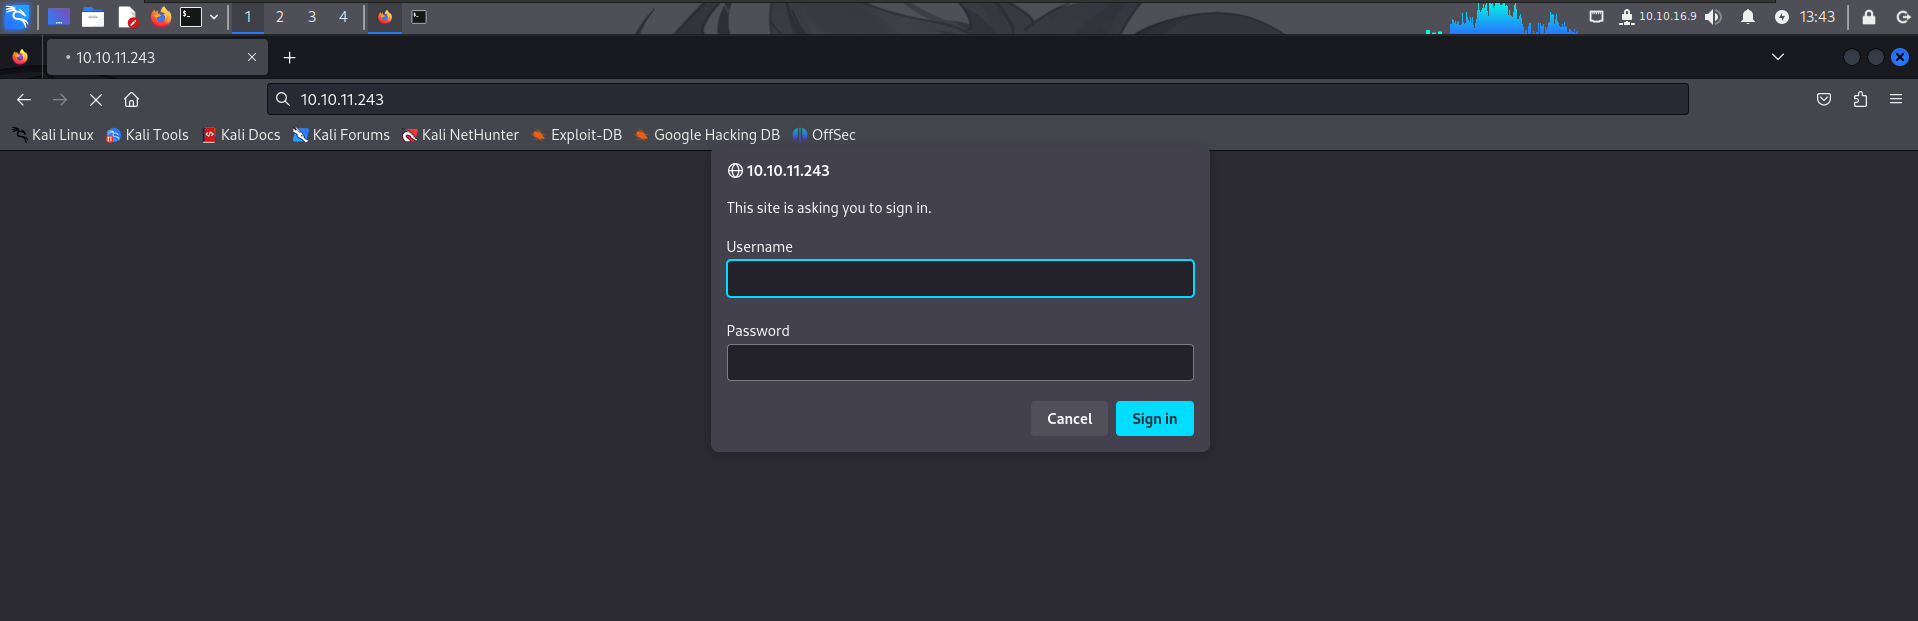 1 2 3 4 10.10.16.9 13:43
10.10.11.243
10.10.11.243
Kali Linux Kali Tools Kali Docs Kali Forums Kali NetHunter Exploit-DB Google Hacking DB OffSec
10.10.11.243
This site is asking you to sign in.
Username
Password
Cancel Sign in